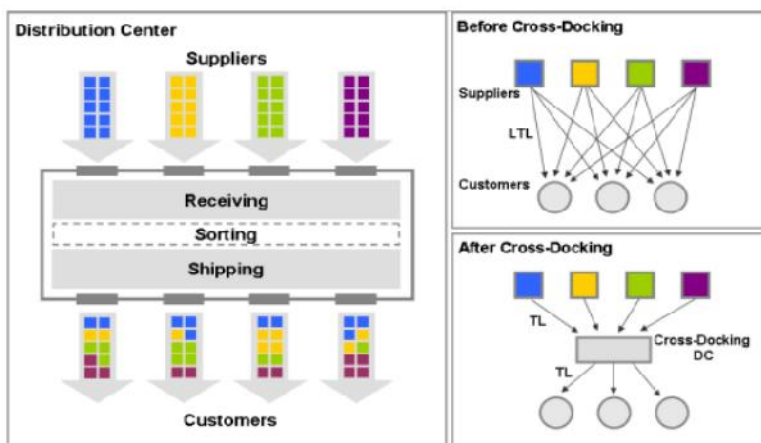 Distribution Center
Suppliers
Receiving
Sorting
Shipping
Customers
Before Cross-Docking
Suppliers
LTL
Customers
After Cross-Docking
TL
Cross-Docking
DC
TL